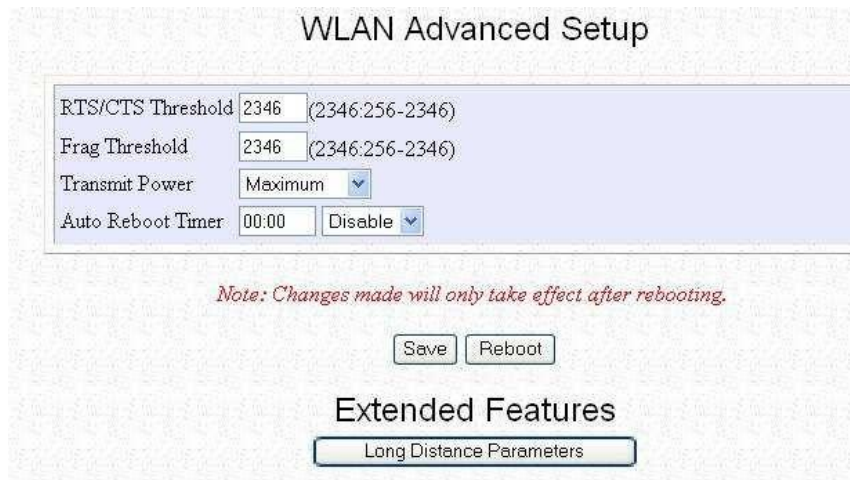 WLAN Advanced Setup
RTS/CTS Threshold 2346 (2346:256-2346)
Frag Threshold 2346 (2346:256-2346)
Transmit Power Maximum
Auto Reboot Timer 00:00 Disable
Note: Changes made will only take effect after rebooting.
Save Reboot
Extended Features
Long Distance Parameters